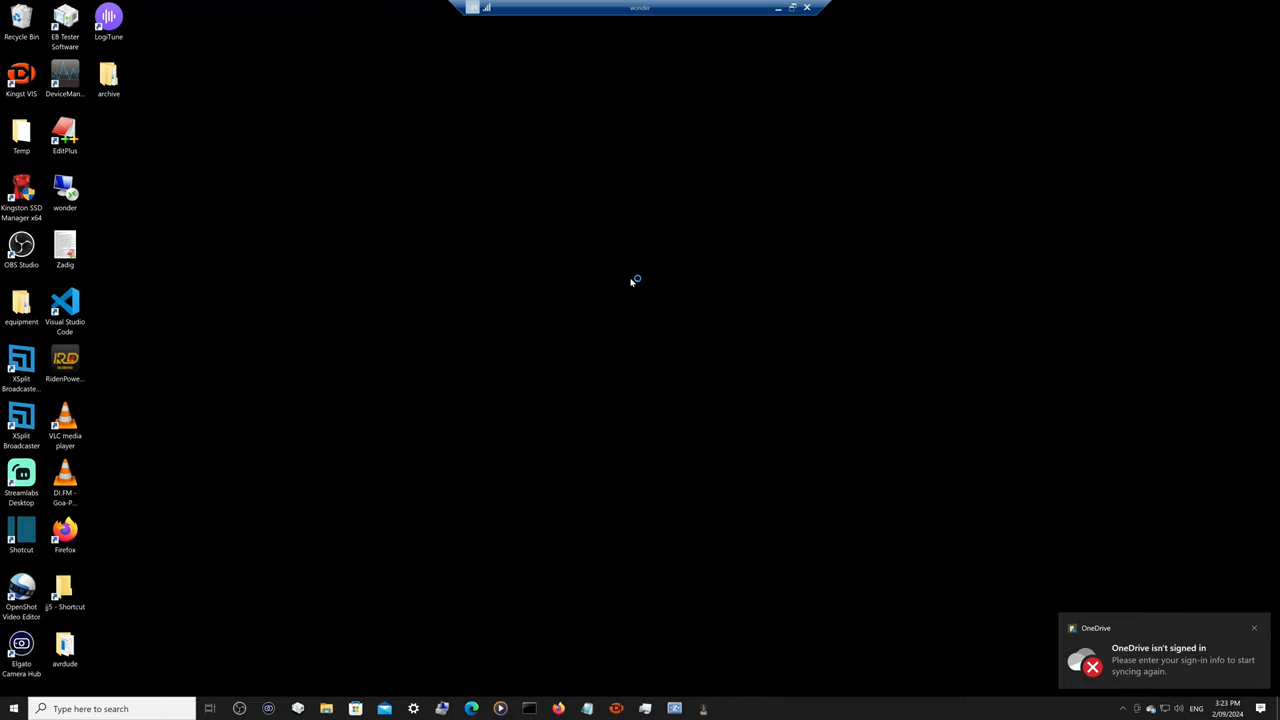 wonder
Recycle Bin
EB Tester
Software
LogiTune
Kingst VIS
DeviceMan...
archive
Temp
EditPlus
Kingston SSD
Manager x64
wonder
OBS Studio
Zadig
equipment
Visual Studio
Code
XSplit
Broadcaste...
RidenPowe...
XSplit
Broadcaster
VLC media
player
Streamlabs
Desktop
DI.FM -
Goa-P...
Shotcut
Firefox
OpenShot
Video Editor
jj5 - Shortcut
Elgato
Camera Hub
avrdude
OneDrive
OneDrive isn't signed in
Please enter your sign-in info to start
syncing again.
Type here to search
ENG
3:23 PM
2/09/2024